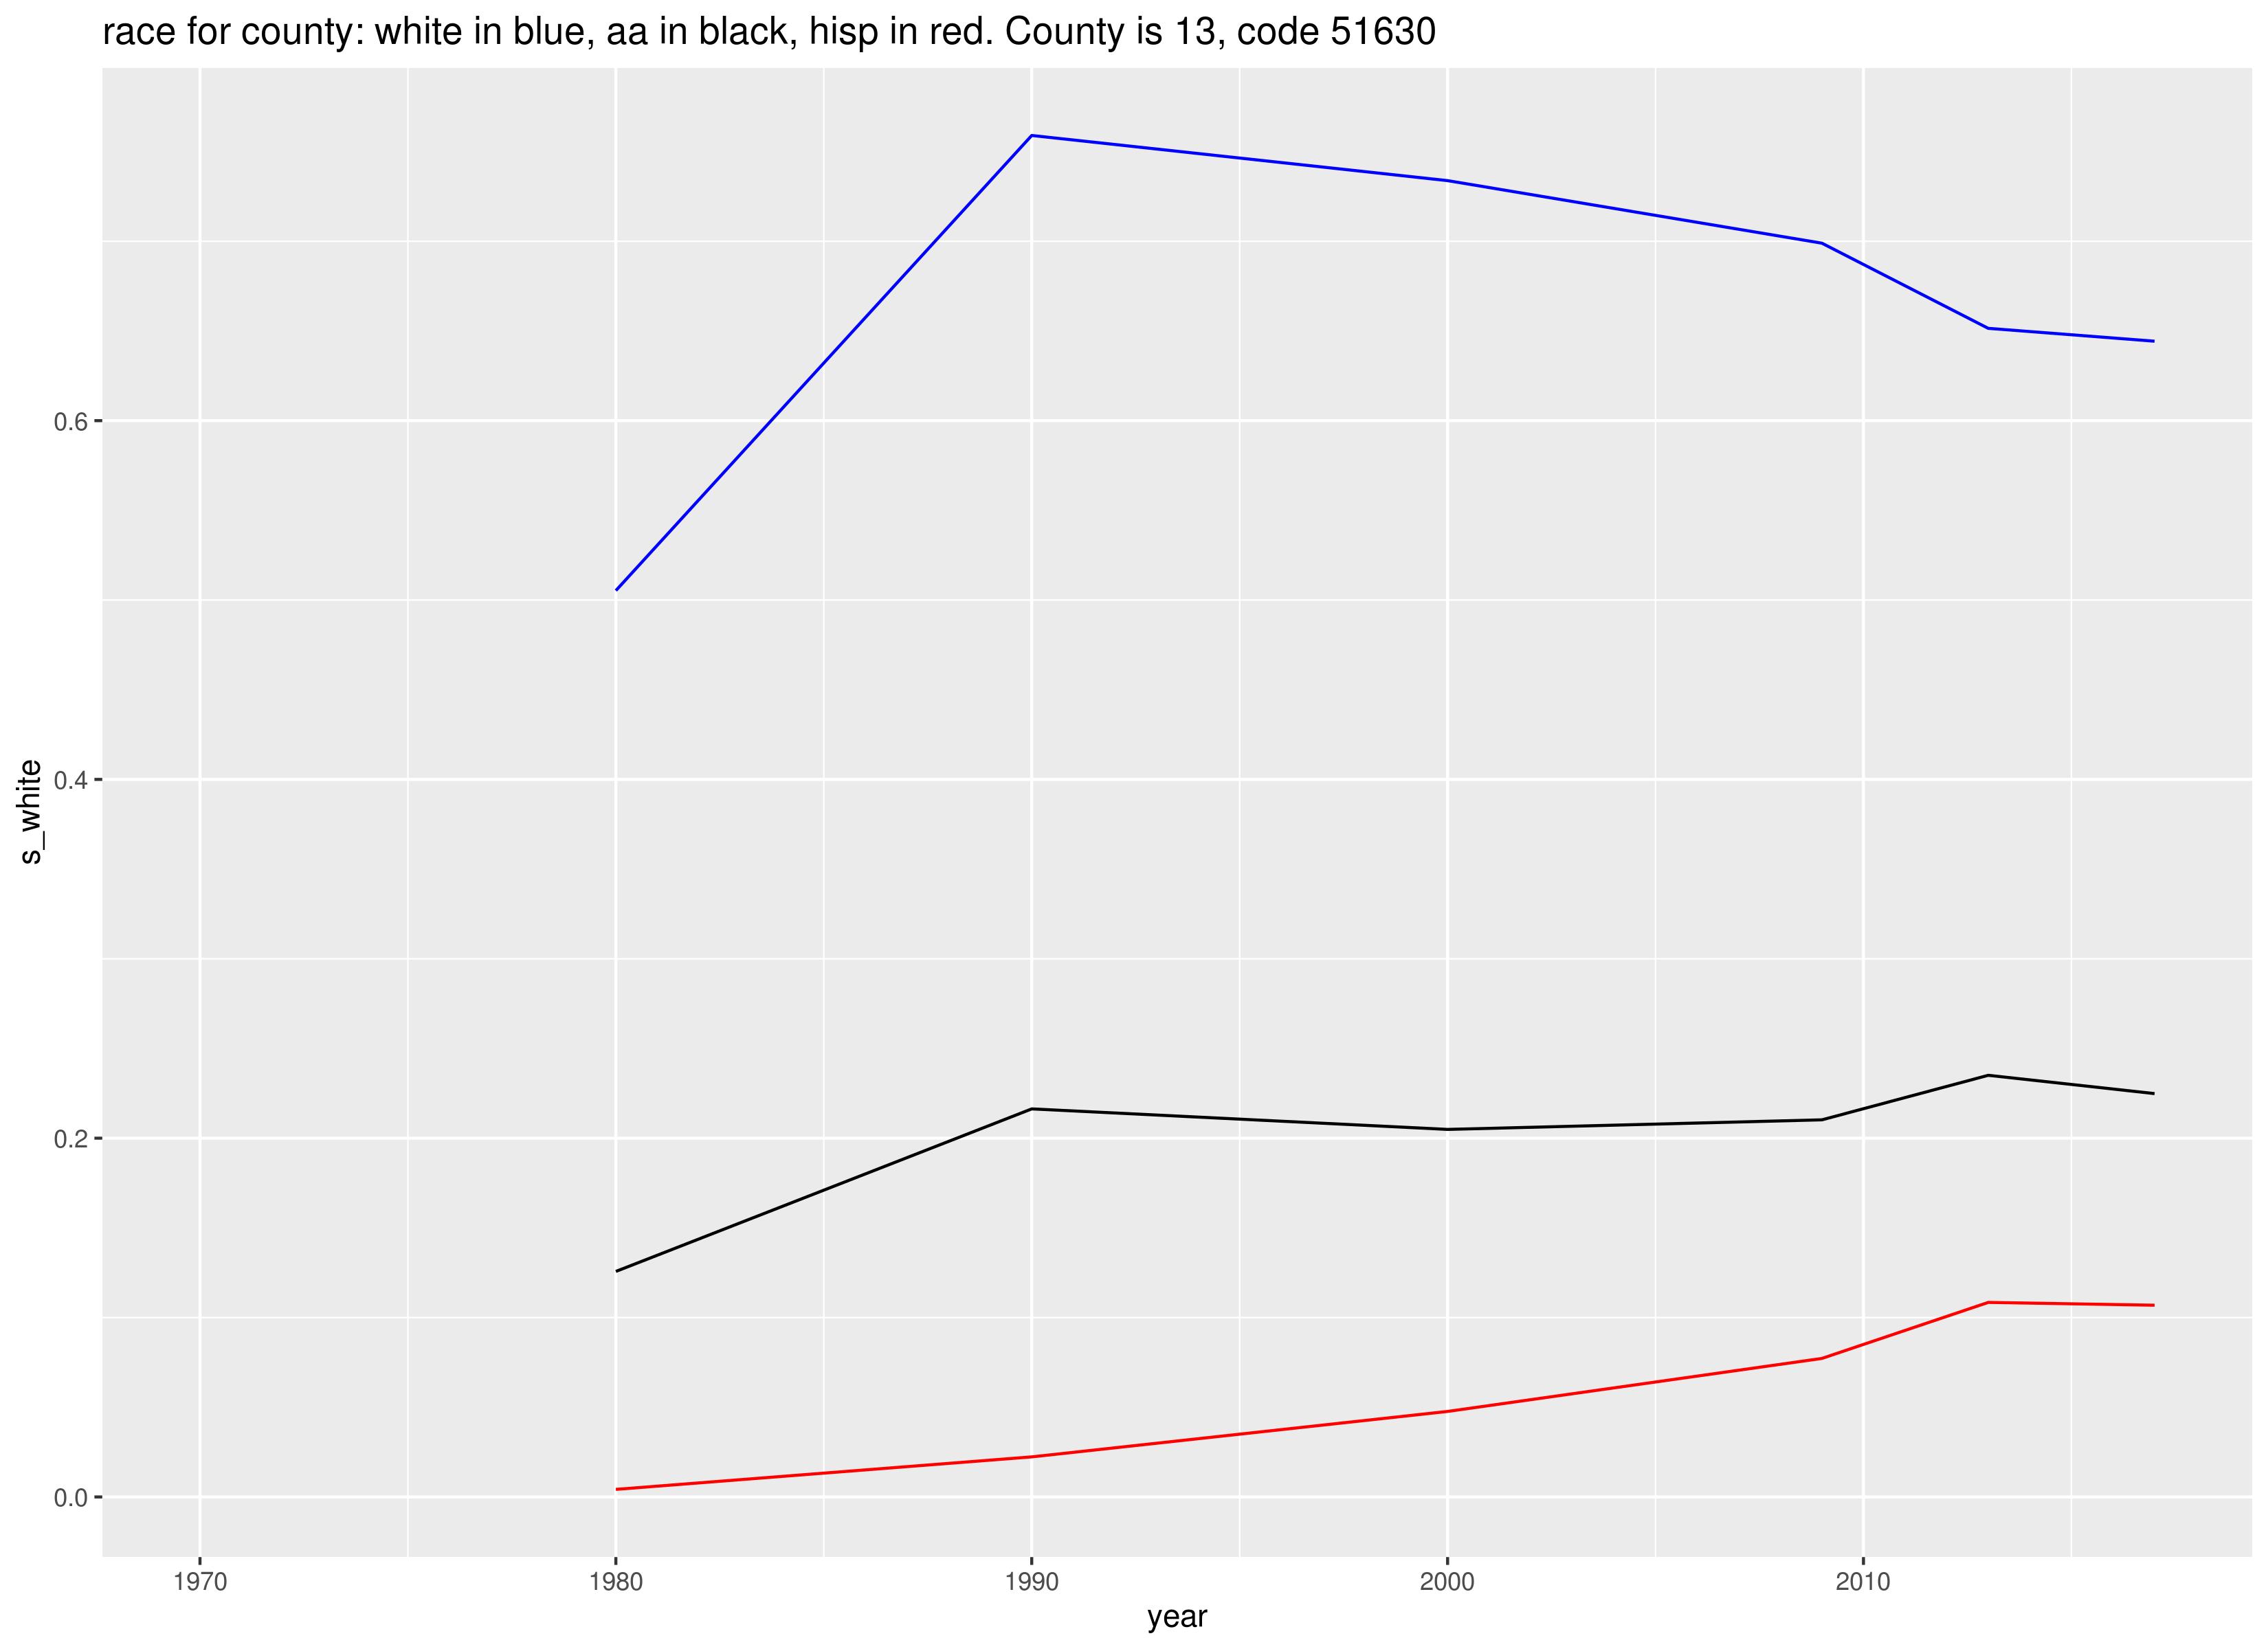 race for county: white in blue, aa in black, hisp in red. County is 13, code 51630
s_white
0.6
0.4
0.2
0.0
1970 1980 1990 2000 2010
year